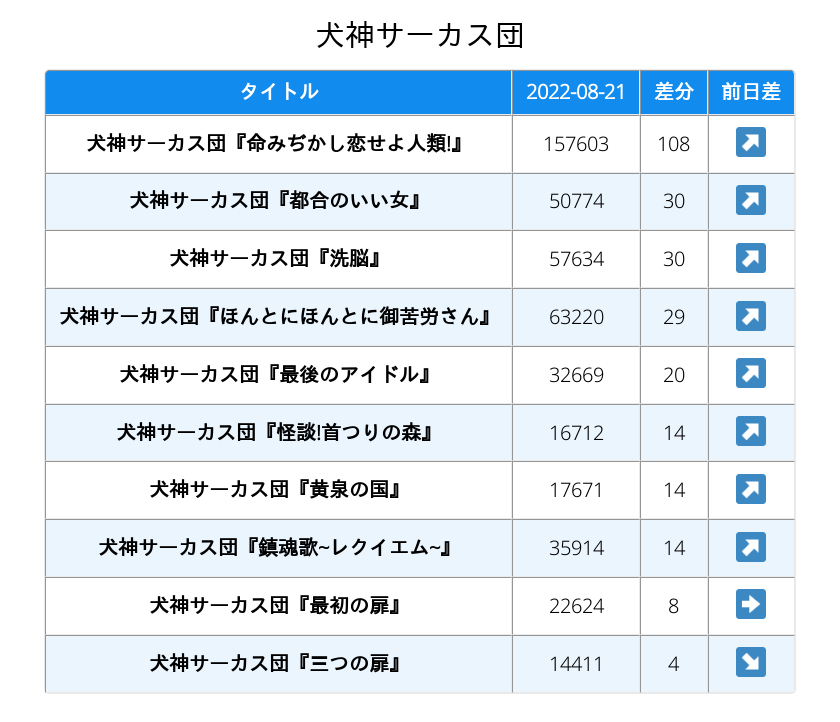 犬神サーカス団
タイトル 2022-08-21 差分 前日差
犬神サーカス団『命みぢかし恋せよ人類!』 157603 108
犬神サーカス団『都合のいい女』 50774 30
犬神サーカス団『洗脳』 57634 30
犬神サーカス団『ほんとにほんとに御苦労さん』 63220 29
犬神サーカス団『最後のアイドル』 32669 20
犬神サーカス団『怪談!首つりの森』 16712 14
犬神サーカス団『黄泉の国』 17671 14
犬神サーカス団『鎮魂歌~レクイエム~』 35914 14
犬神サーカス団『最初の扉』 22624 8
犬神サーカス団『三つの扉』 14411 4